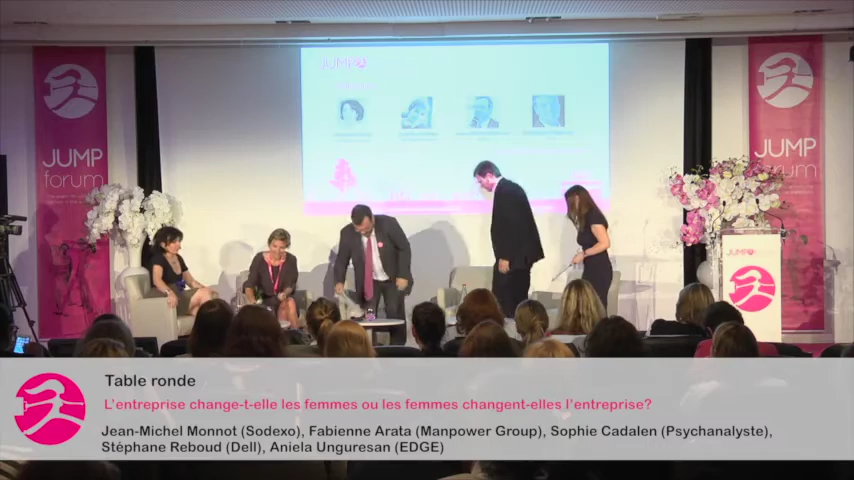 JUMP
JUMP
forum
JUMP
forum
JUMP
Table ronde
L'entreprise change-t-elle les femmes ou les femmes changent-elles l'entreprise?
Jean-Michel Monnot (Sodexo), Fabienne Arata (Manpower Group), Sophie Cadalen (Psychanalyste),
Stéphane Reboud (Dell), Aniela Unguresan (EDGE)